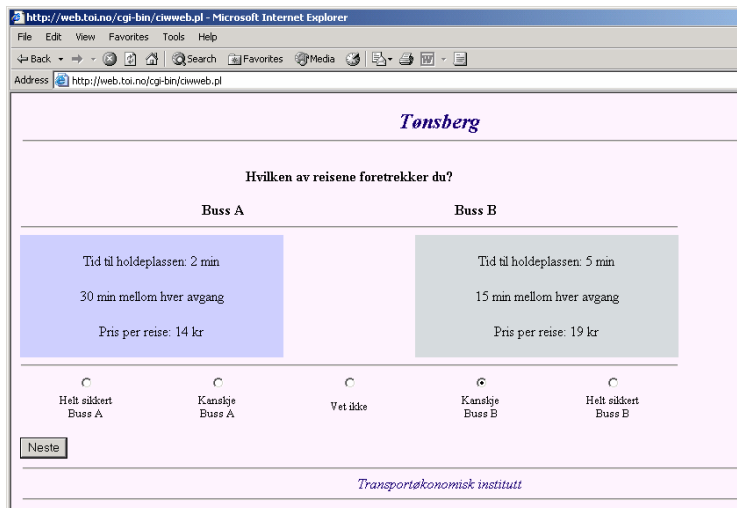 http://web.toi.no/cgi-bin/ciwweb.pl - Microsoft Internet Explorer
File Edit View Favorites Tools Help
Back Search Favorites Media
Address http://web.toi.no/cgi-bin/ciwweb.pl
Tønsberg
Hvilken av reisene foretrekker du?
Buss A Buss B
Tid til holdeplassen: 2 min Tid til holdeplassen: 5 min
30 min mellom hver avgang 15 min mellom hver avgang
Pris per reise: 14 kr Pris per reise: 19 kr
Helt sikkert Kanskje Vet ikke Kanskje Helt sikkert
Buss A Buss A Buss B Buss B
Neste
Transportøkonomisk institutt